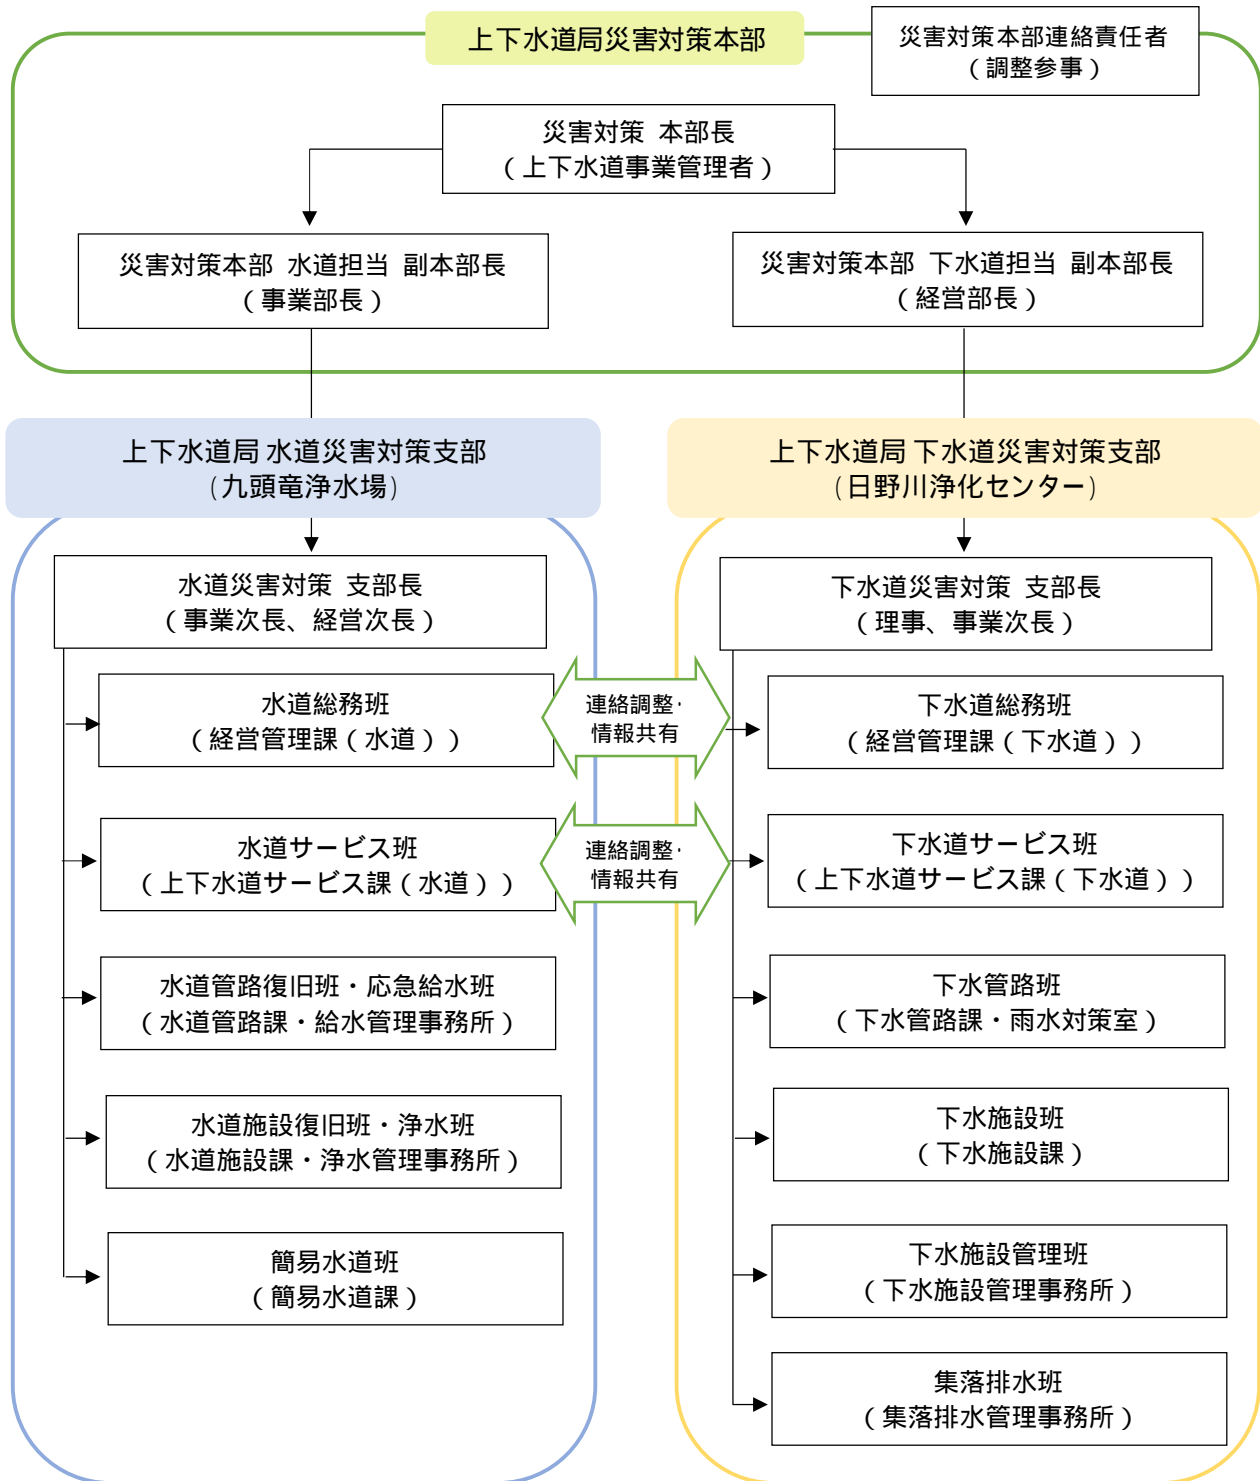 上下水道局災害対策本部
災害対策本部連絡責任者
(調整参事)
災害対策 本部長
(上下水道事業管理者)
災害対策本部 水道担当 副本部長
(事業部長)
災害対策本部 下水道担当 副本部長
(経営部長)
上下水道局 水道災害対策支部
(九頭竜浄水場)
水道災害対策 支部長
(事業次長、経営次長)
水道総務班
(経営管理課(水道))
水道サービス班
(上下水道サービス課(水道))
水道管路復旧班・応急給水班
(水道管路課・給水管理事務所)
水道施設復旧班・浄水班
(水道施設課・浄水管理事務所)
簡易水道班
(簡易水道課)
連絡調整・
情報共有
連絡調整・
情報共有
上下水道局 下水道災害対策支部
(日野川浄化センター)
下水道災害対策 支部長
(理事、事業次長)
下水道総務班
(経営管理課(下水道))
下水道サービス班
(上下水道サービス課(下水道))
下水管路班
(下水管路課・雨水対策室)
下水施設班
(下水施設課)
下水施設管理班
(下水施設管理事務所)
集落排水班
(集落排水管理事務所)